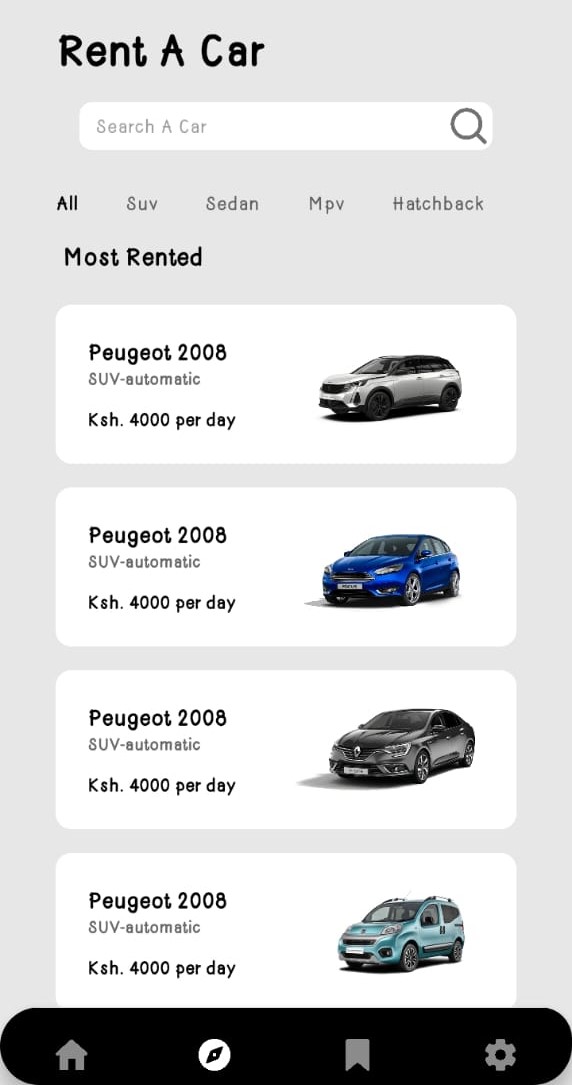 Rent A Car
Search A Car
All Suv Sedan Mpv Hatchback
Most Rented
Peugeot 2008
SUV-automatic
Ksh. 4000 per day
Peugeot 2008
SUV-automatic
Ksh. 4000 per day
Peugeot 2008
SUV-automatic
Ksh. 4000 per day
Peugeot 2008
SUV-automatic
Ksh. 4000 per day